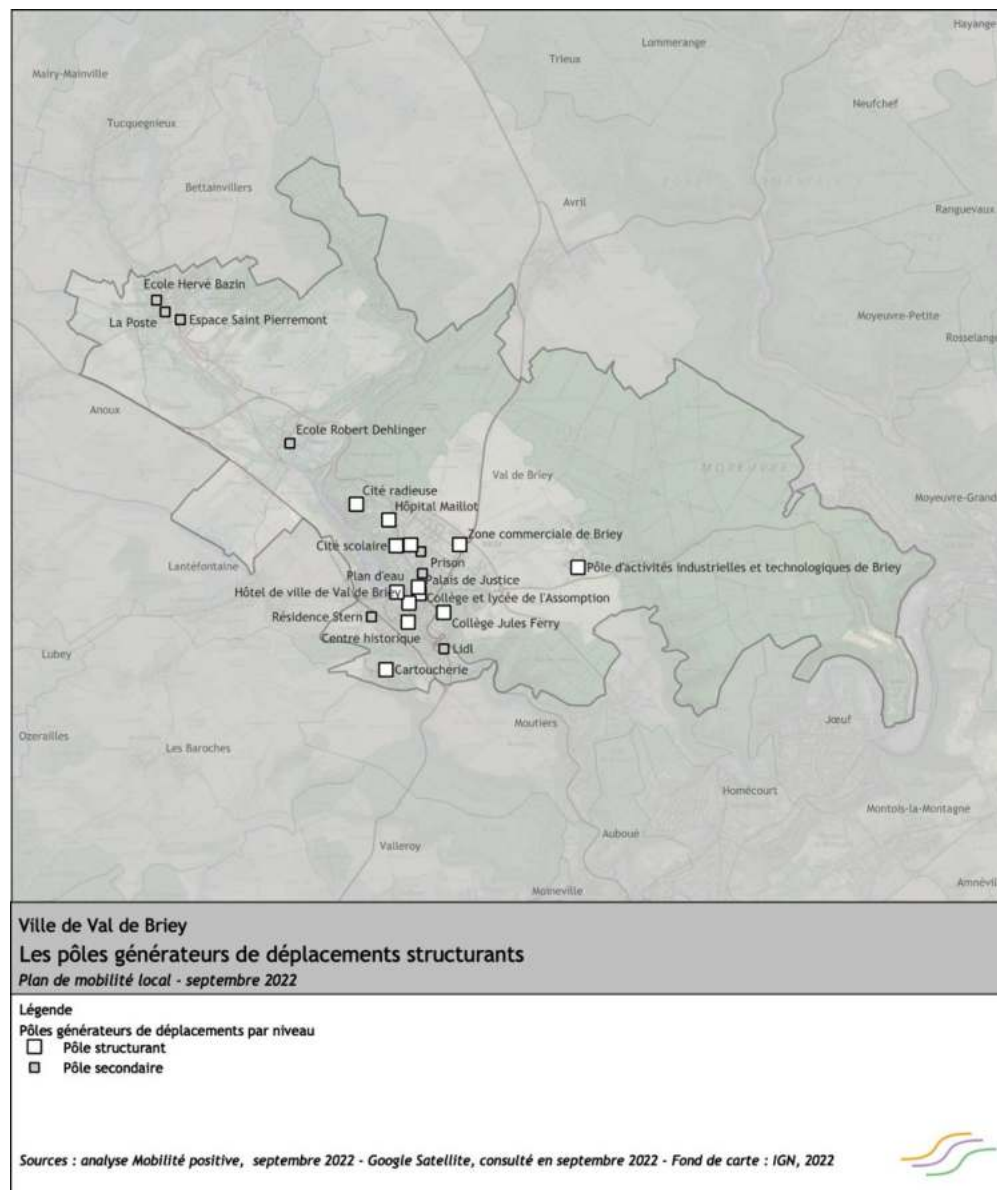 Hayange
Lommerange
Trieux
Mairy-Mainville
Neufchef
Tucquegnieux
Bettainvillers
Avril
Ranguevaux
Ecole Hervé Bazin
La Poste
Espace Saint Pierremont
Moyeuvre-Petite
Rosselange
Anoux
Ecole Robert Dehlinger
Val de Briey
Cité radieuse
Moyeuvre-Grand
Hôpital Maillot
Zone commerciale de Briey
Cité scolaire
Prison
Lantéfontaine
Pôle d'activités industrielles et technologiques de Briey
Plan d'eau
Palais de Justice
Hôtel de ville de Val de Briey
Collège et lycée de l'Assomption
Résidence Stern
Collège Jules Ferry
Centre historique
Lidl
Lubey
Cartoucherie
Jœuf
Moutiers
Ozerailles
Les Baroches
Homécourt
Montois-la-Montagne
Auboué
Valleroy
Amnévil
Moineville
Ville de Val de Briey
Les pôles générateurs de déplacements structurants
Plan de mobilité local - septembre 2022
Légende
Pôles générateurs de déplacements par niveau
Pôle structurant
Pôle secondaire
Sources : analyse Mobilité positive, septembre 2022 - Google Satellite, consulté en septembre 2022 - Fond de carte : IGN, 2022